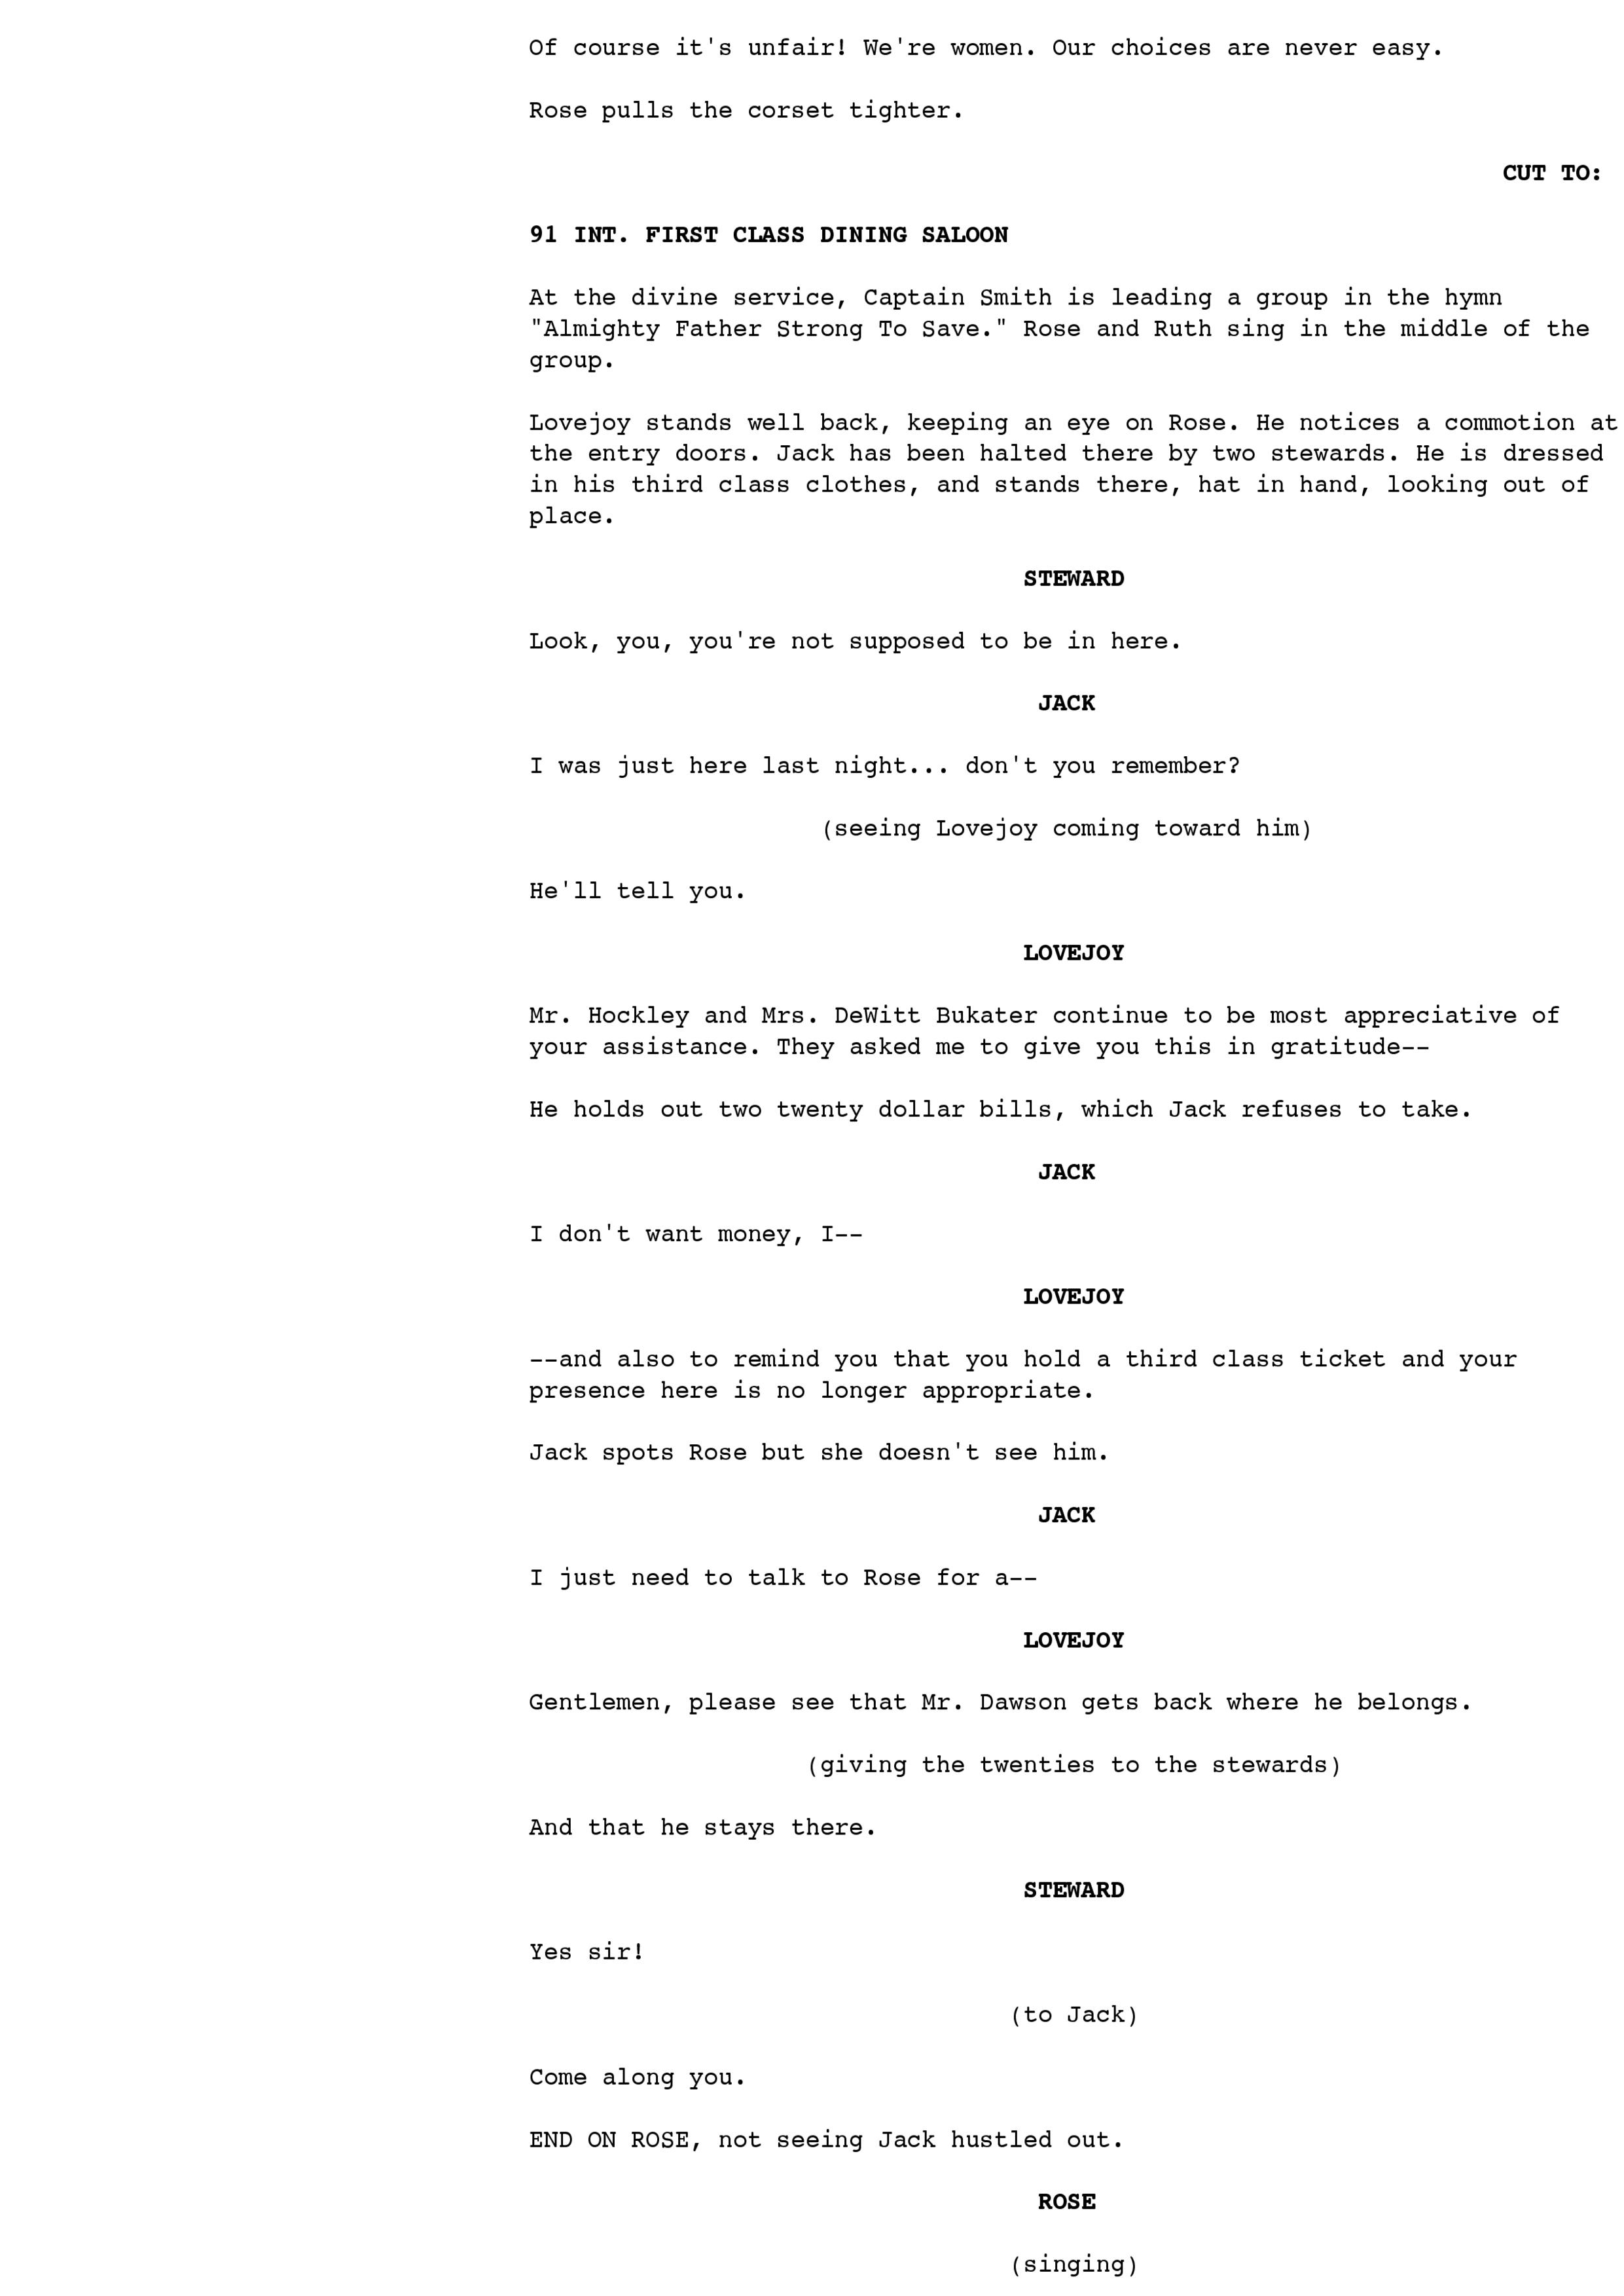 Of course it's unfair! We're women. Our choices are never easy.
Rose pulls the corset tighter.
CUT TO:
91 INT. FIRST CLASS DINING SALOON
At the divine service, Captain Smith is leading a group in the hymn
"Almighty Father Strong To Save." Rose and Ruth sing in the middle of the
group.
Lovejoy stands well back, keeping an eye on Rose. He notices a commotion at
the entry doors. Jack has been halted there by two stewards. He is dressed
in his third class clothes, and stands there, hat in hand, looking out of
place.
STEWARD
Look, you, you're not supposed to be in here.
JACK
I was just here last night... don't you remember?
(seeing Lovejoy coming toward him)
He'll tell you.
LOVEJOY
Mr. Hockley and Mrs. DeWitt Bukater continue to be most appreciative of
your assistance. They asked me to give you this in gratitude--
He holds out two twenty dollar bills, which Jack refuses to take.
JACK
I don't want money, I--
LOVEJOY
--and also to remind you that you hold a third class ticket and your
presence here is no longer appropriate.
Jack spots Rose but she doesn't see him.
JACK
I just need to talk to Rose for a--
LOVEJOY
Gentlemen, please see that Mr. Dawson gets back where he belongs.
(giving the twenties to the stewards)
And that he stays there.
STEWARD
Yes sir!
(to Jack)
Come along you.
END ON ROSE, not seeing Jack hustled out.
ROSE
(singing)